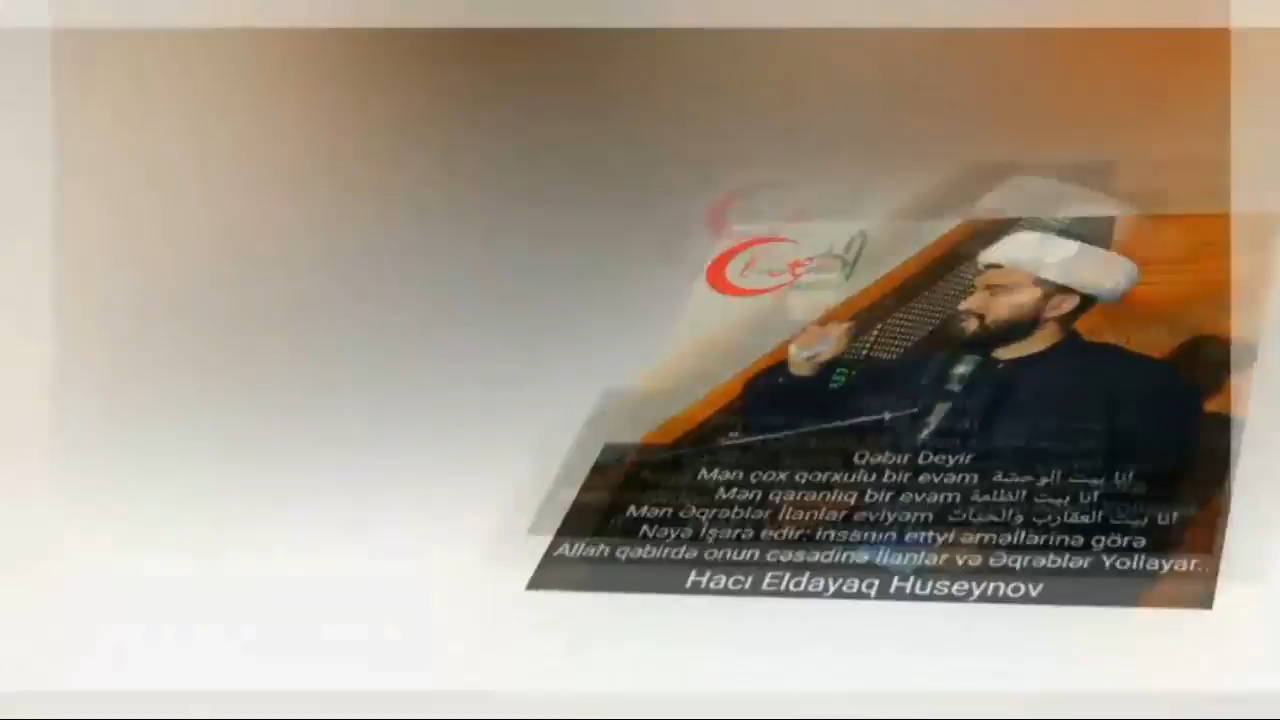 Qəbir Deyir
Mən çox qorxulu bir evəm انا بيت الوحشة
Mən qaranlıq bir evəm انا بيت الظلمة
Mən Əqrəblər İlanlar eviyəm انا بيت العقارب والحيات
Nəyə İşarə edir: insanın ettyi əməllərinə görə
Allah qəbirdə onun cəsədinə İlanlar və Əqrəblər Yollayar..
Hacı Eldayaq Huseynov